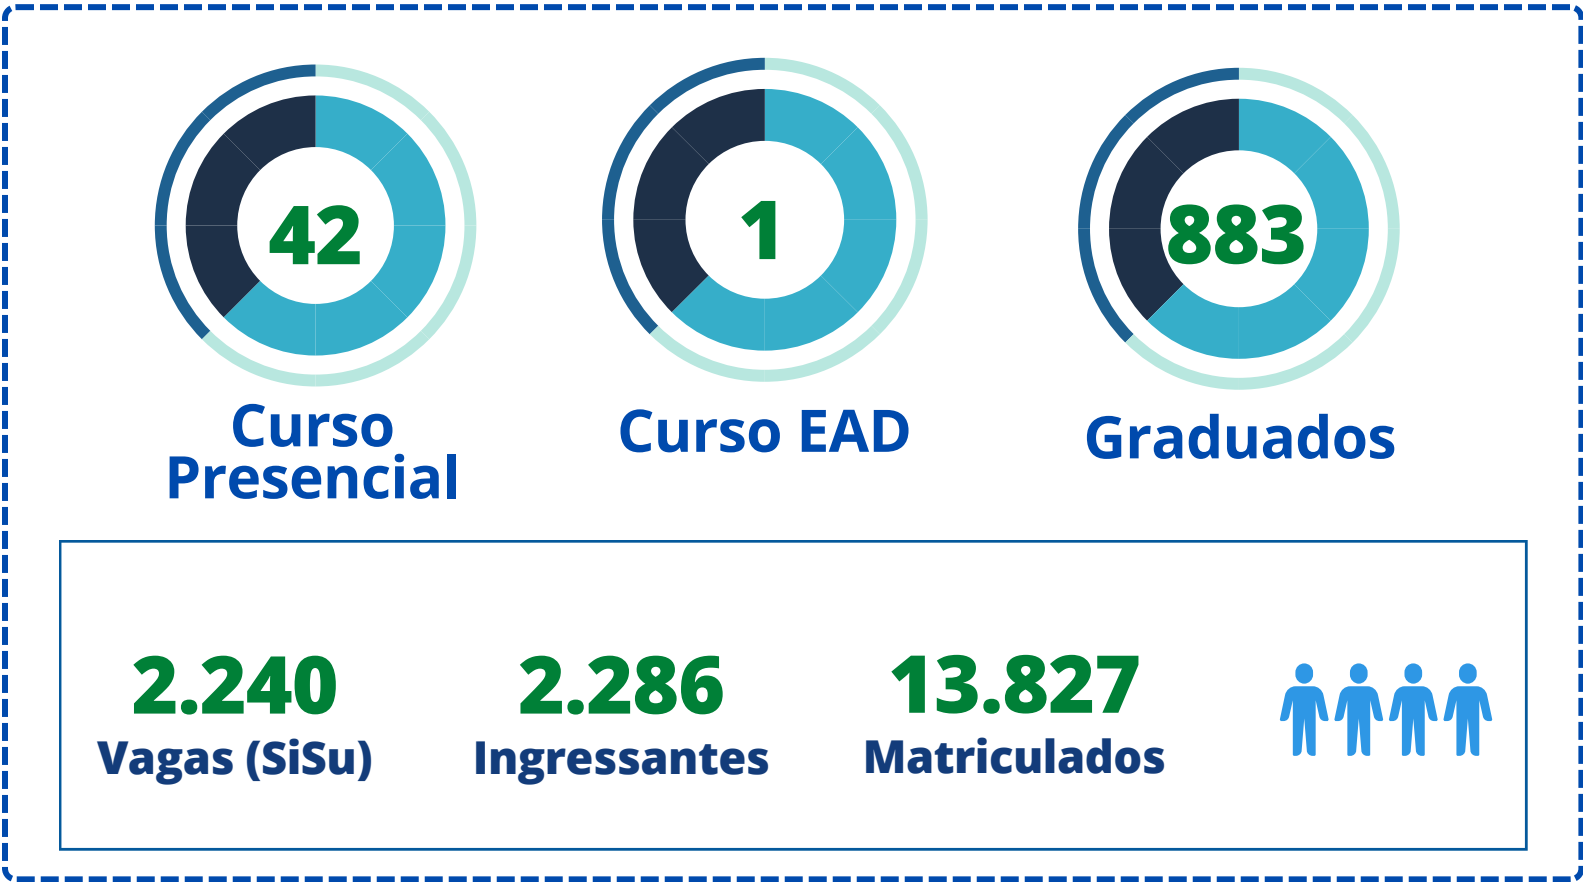 42
1
883
Curso
Presencial
Curso EAD
Graduados
2.240
2.286
13.827
Vagas (SiSu)
Ingressantes
Matriculados